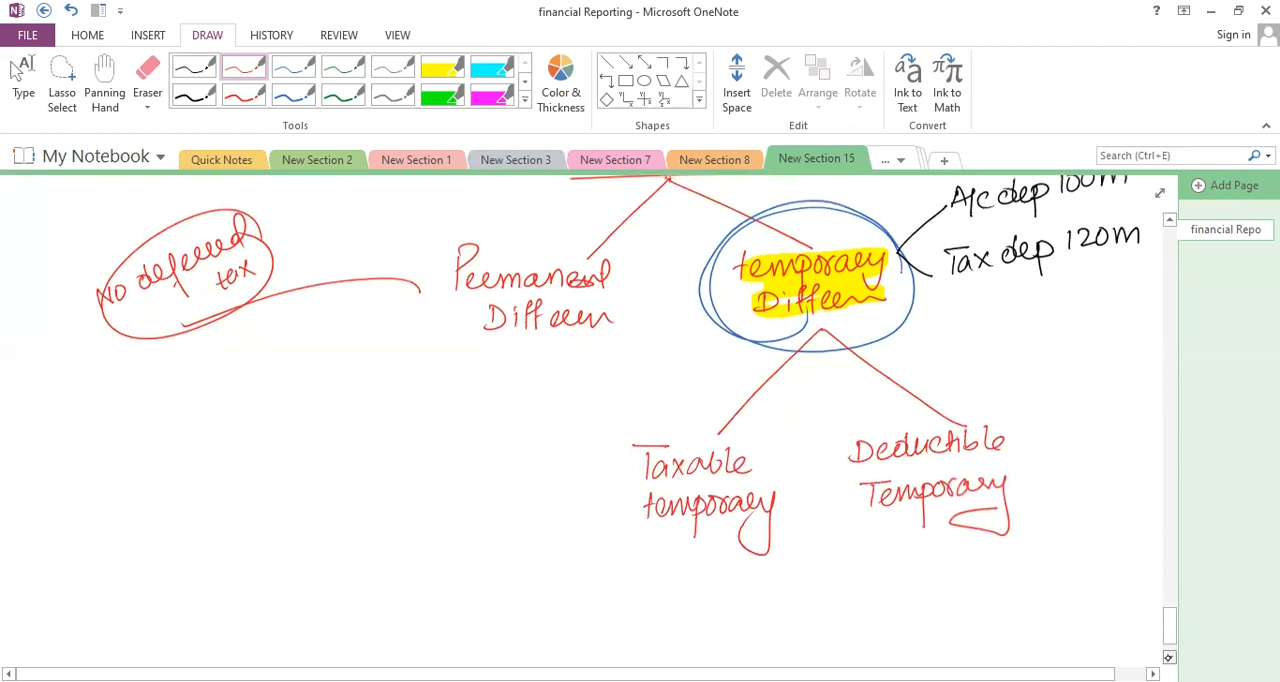 financial Reporting - Microsoft OneNote
?
Sign in
FILE
HOME
INSERT
DRAW
HISTORY
REVIEW
VIEW
Type
Lasso
Select
Panning
Hand
Eraser
Tools
Color &
Thickness
Shapes
Insert
Space
Delete
Arrange
Rotate
Edit
Ink to
Text
Ink to
Math
Convert
My Notebook
Quick Notes
New Section 2
New Section 1
New Section 3
New Section 7
New Section 8
New Section 15
...
Search (Ctrl+E)
Add Page
financial Repo
A/c dep 100m
Tax dep 120m
No deferred
tax
Permanent
Differen
temporary
Differen
Taxable
temporary
Deductible
Temporary